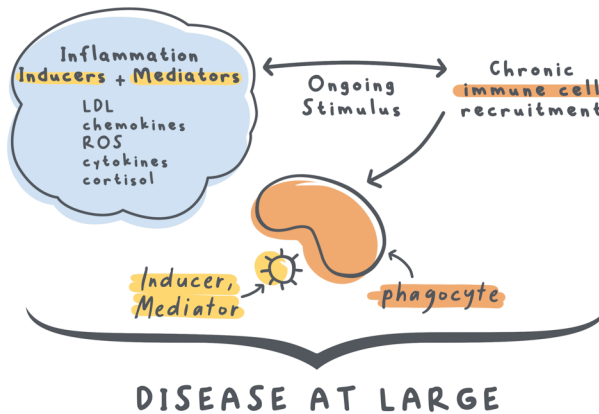 Inflammation
Inducers + Mediators
LDL
chemokines
ROS
cytokines
cortisol
Ongoing
Stimulus
Chronic
immune cell
recruitment
Inducer,
Mediator
phagocyte
DISEASE AT LARGE